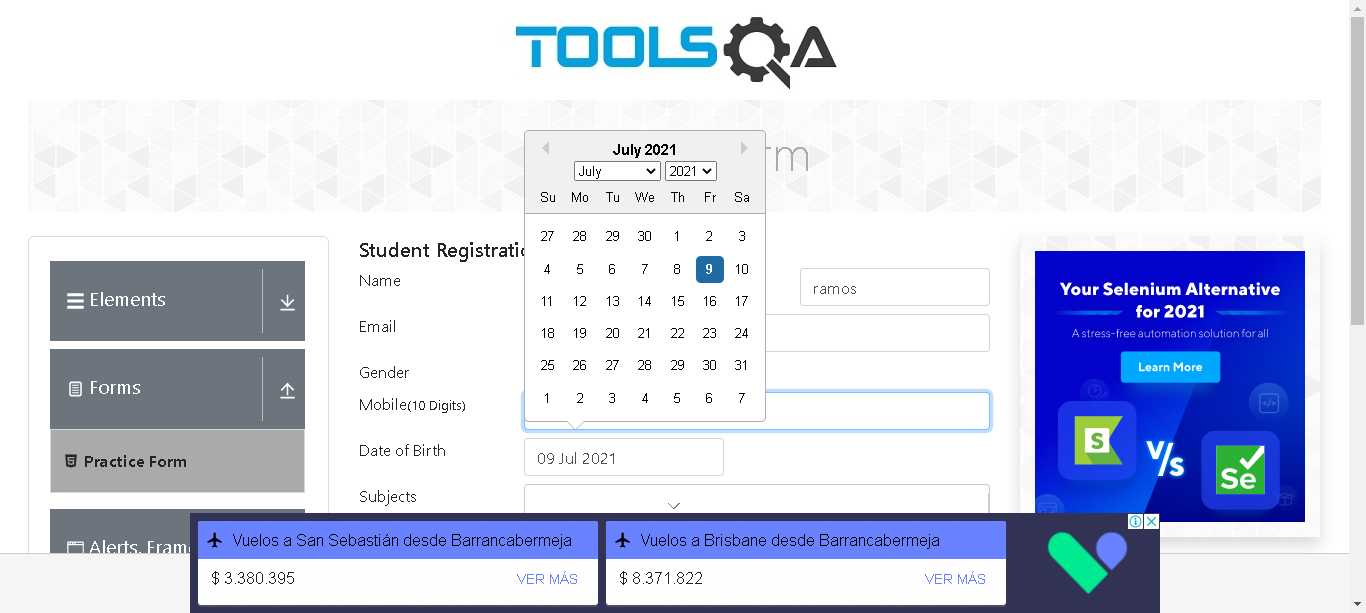 TOOLSQA
rm
July 2021
July 2021
Su Mo Tu We Th Fr Sa
27 28 29 30 1 2 3
4 5 6 7 8 9 10
11 12 13 14 15 16 17
18 19 20 21 22 23 24
25 26 27 28 29 30 31
1 2 3 4 5 6 7
Elements
Forms
Practice Form
Alerts, Fram
Student Registratio
Name
ramos
Email
Gender
Mobile(10 Digits)
Date of Birth
09 Jul 2021
Subjects
Your Selenium Alternative
for 2021
A stress-free automation solution for all
Learn More
S
V/s
Se
Vuelos a San Sebastián desde Barrancabermeja
$ 3.380.395
VER MÁS
Vuelos a Brisbane desde Barrancabermeja
$ 8.371.822
VER MÁS